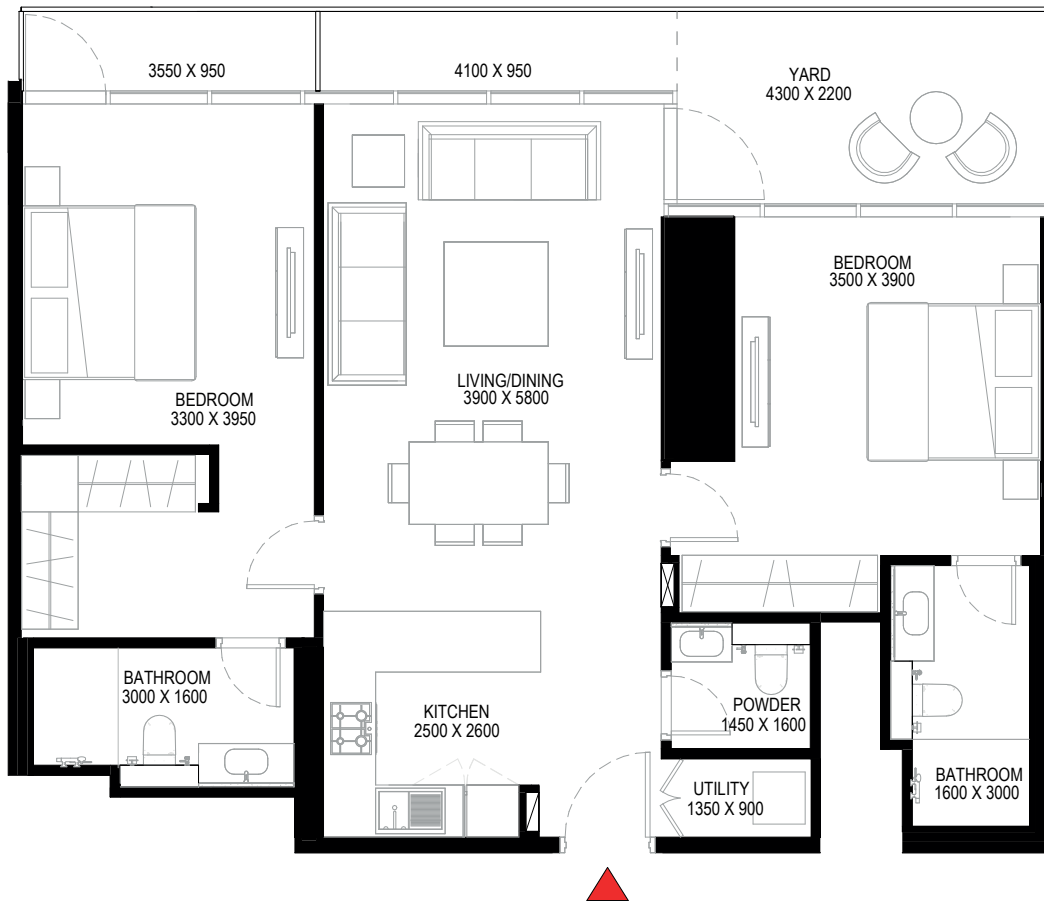 3550 X 950
4100 X 950
YARD
4300 X 2200
BEDROOM
3500 X 3900
LIVING/DINING
3900 X 5800
BEDROOM
3300 X 3950
BATHROOM
3000 X 1600
KITCHEN
2500 X 2600
POWDER
1450 X 1600
UTILITY
1350 X 900
BATHROOM
1600 X 3000